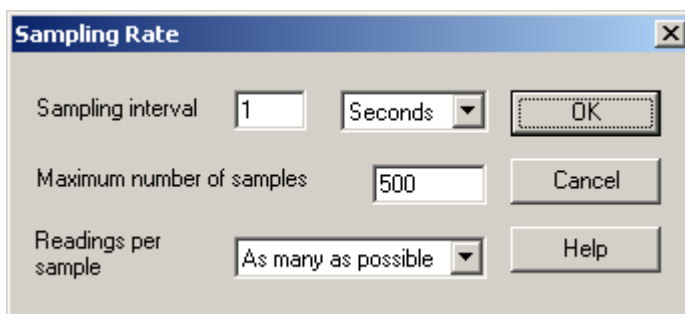 Sampling Rate
Sampling interval 1 Seconds OK
Maximum number of samples 500 Cancel
Readings per
sample As many as possible Help